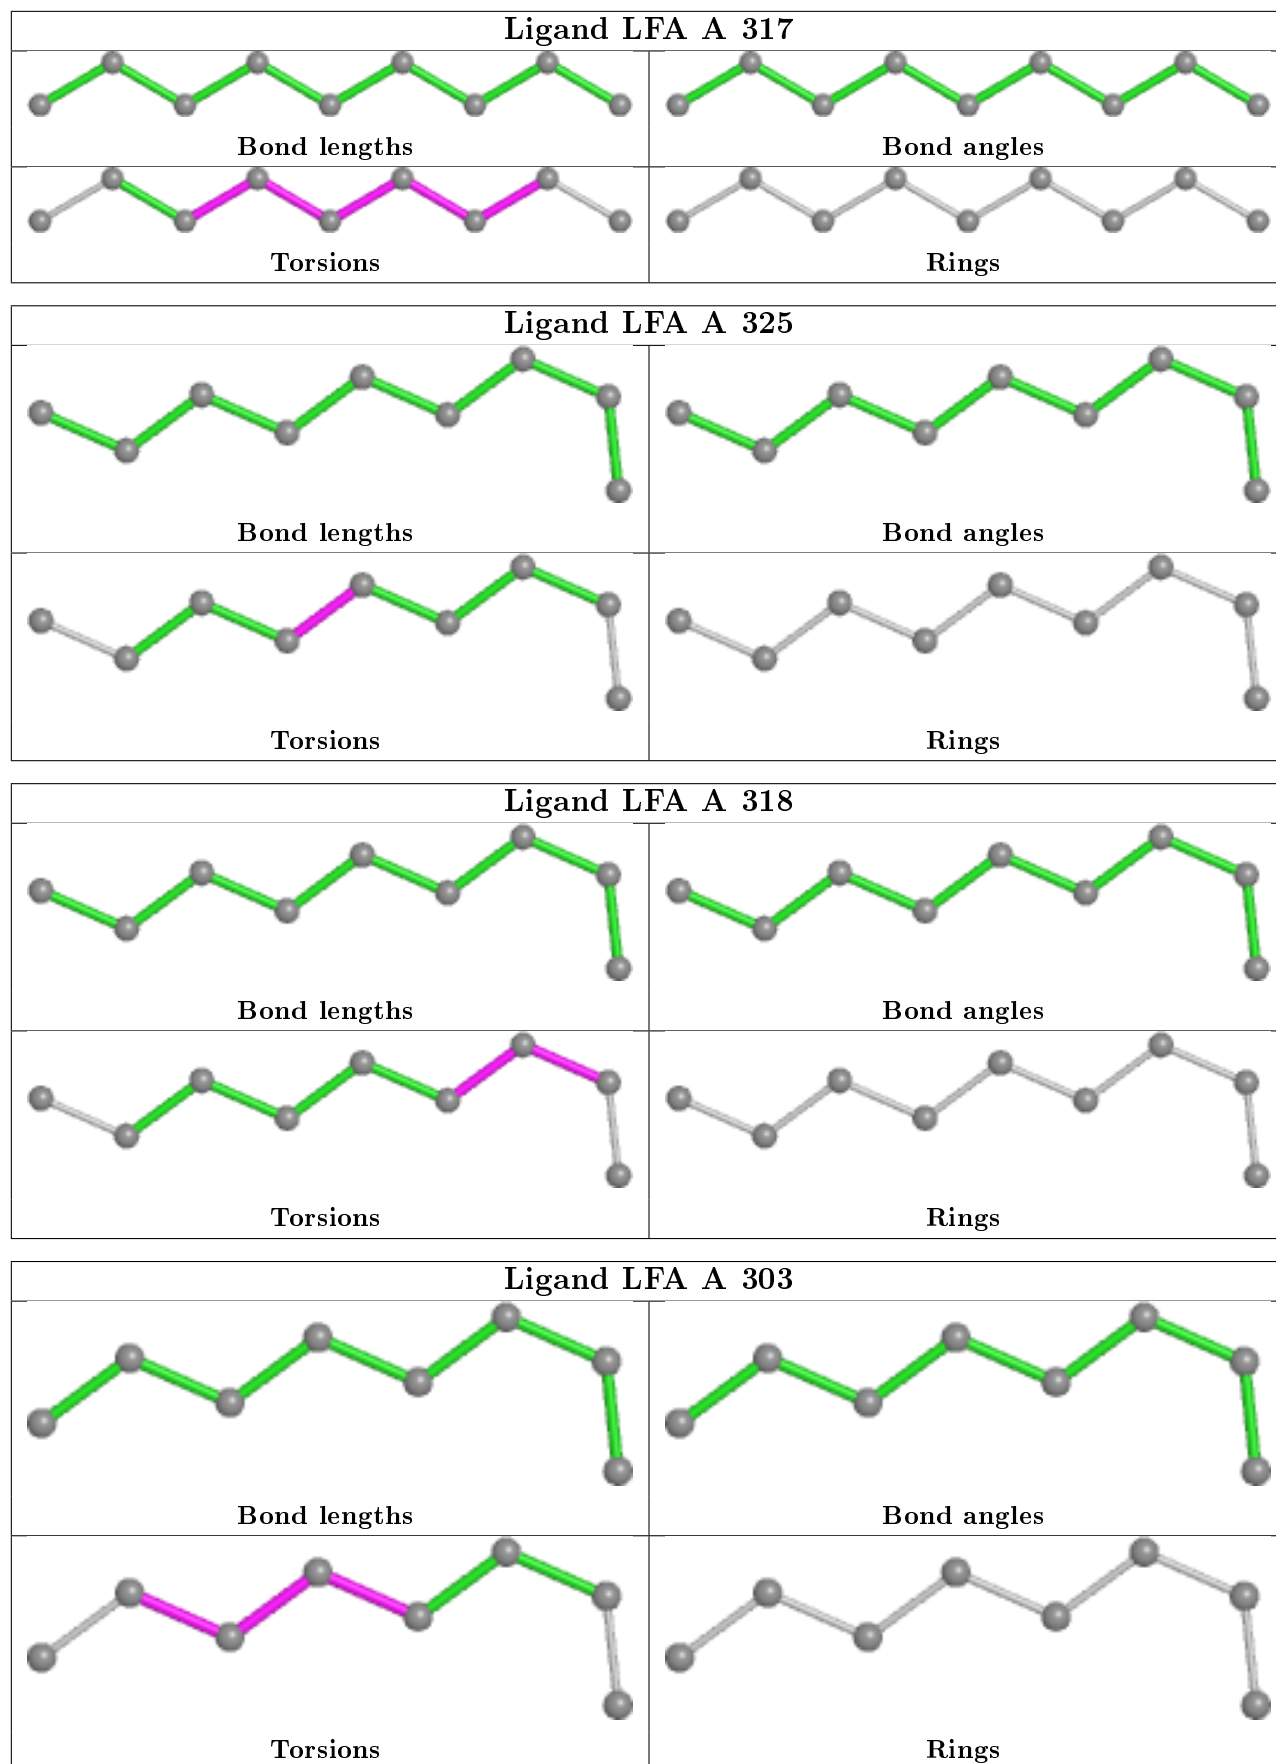 Ligand LFA A 317
Bond lengths Bond angles
Torsions Rings
Ligand LFA A 325
Bond lengths Bond angles
Torsions Rings
Ligand LFA A 318
Bond lengths Bond angles
Torsions Rings
Ligand LFA A 303
Bond lengths Bond angles
Torsions Rings